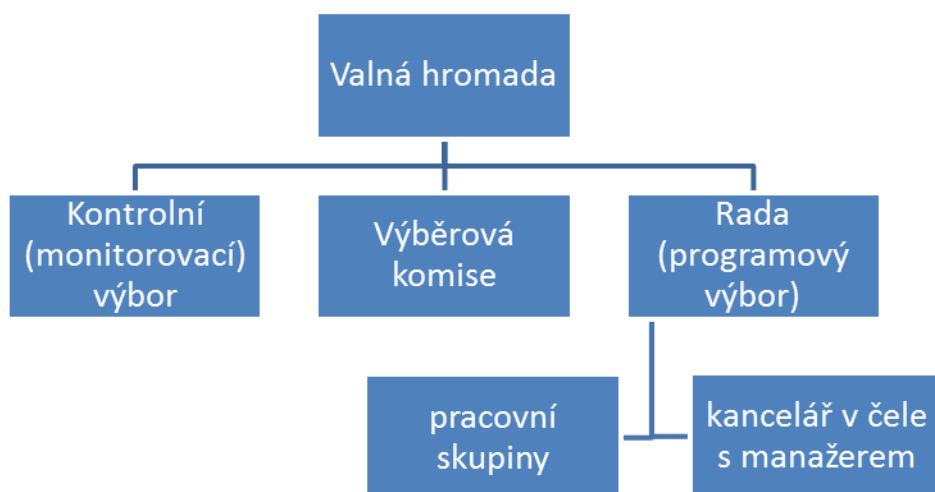 Valná hromada
Kontrolní
(monitorovací)
výbor
Výběrová
komise
Rada
(programový
výbor)
pracovní
skupiny
kancelář v čele
s manažerem